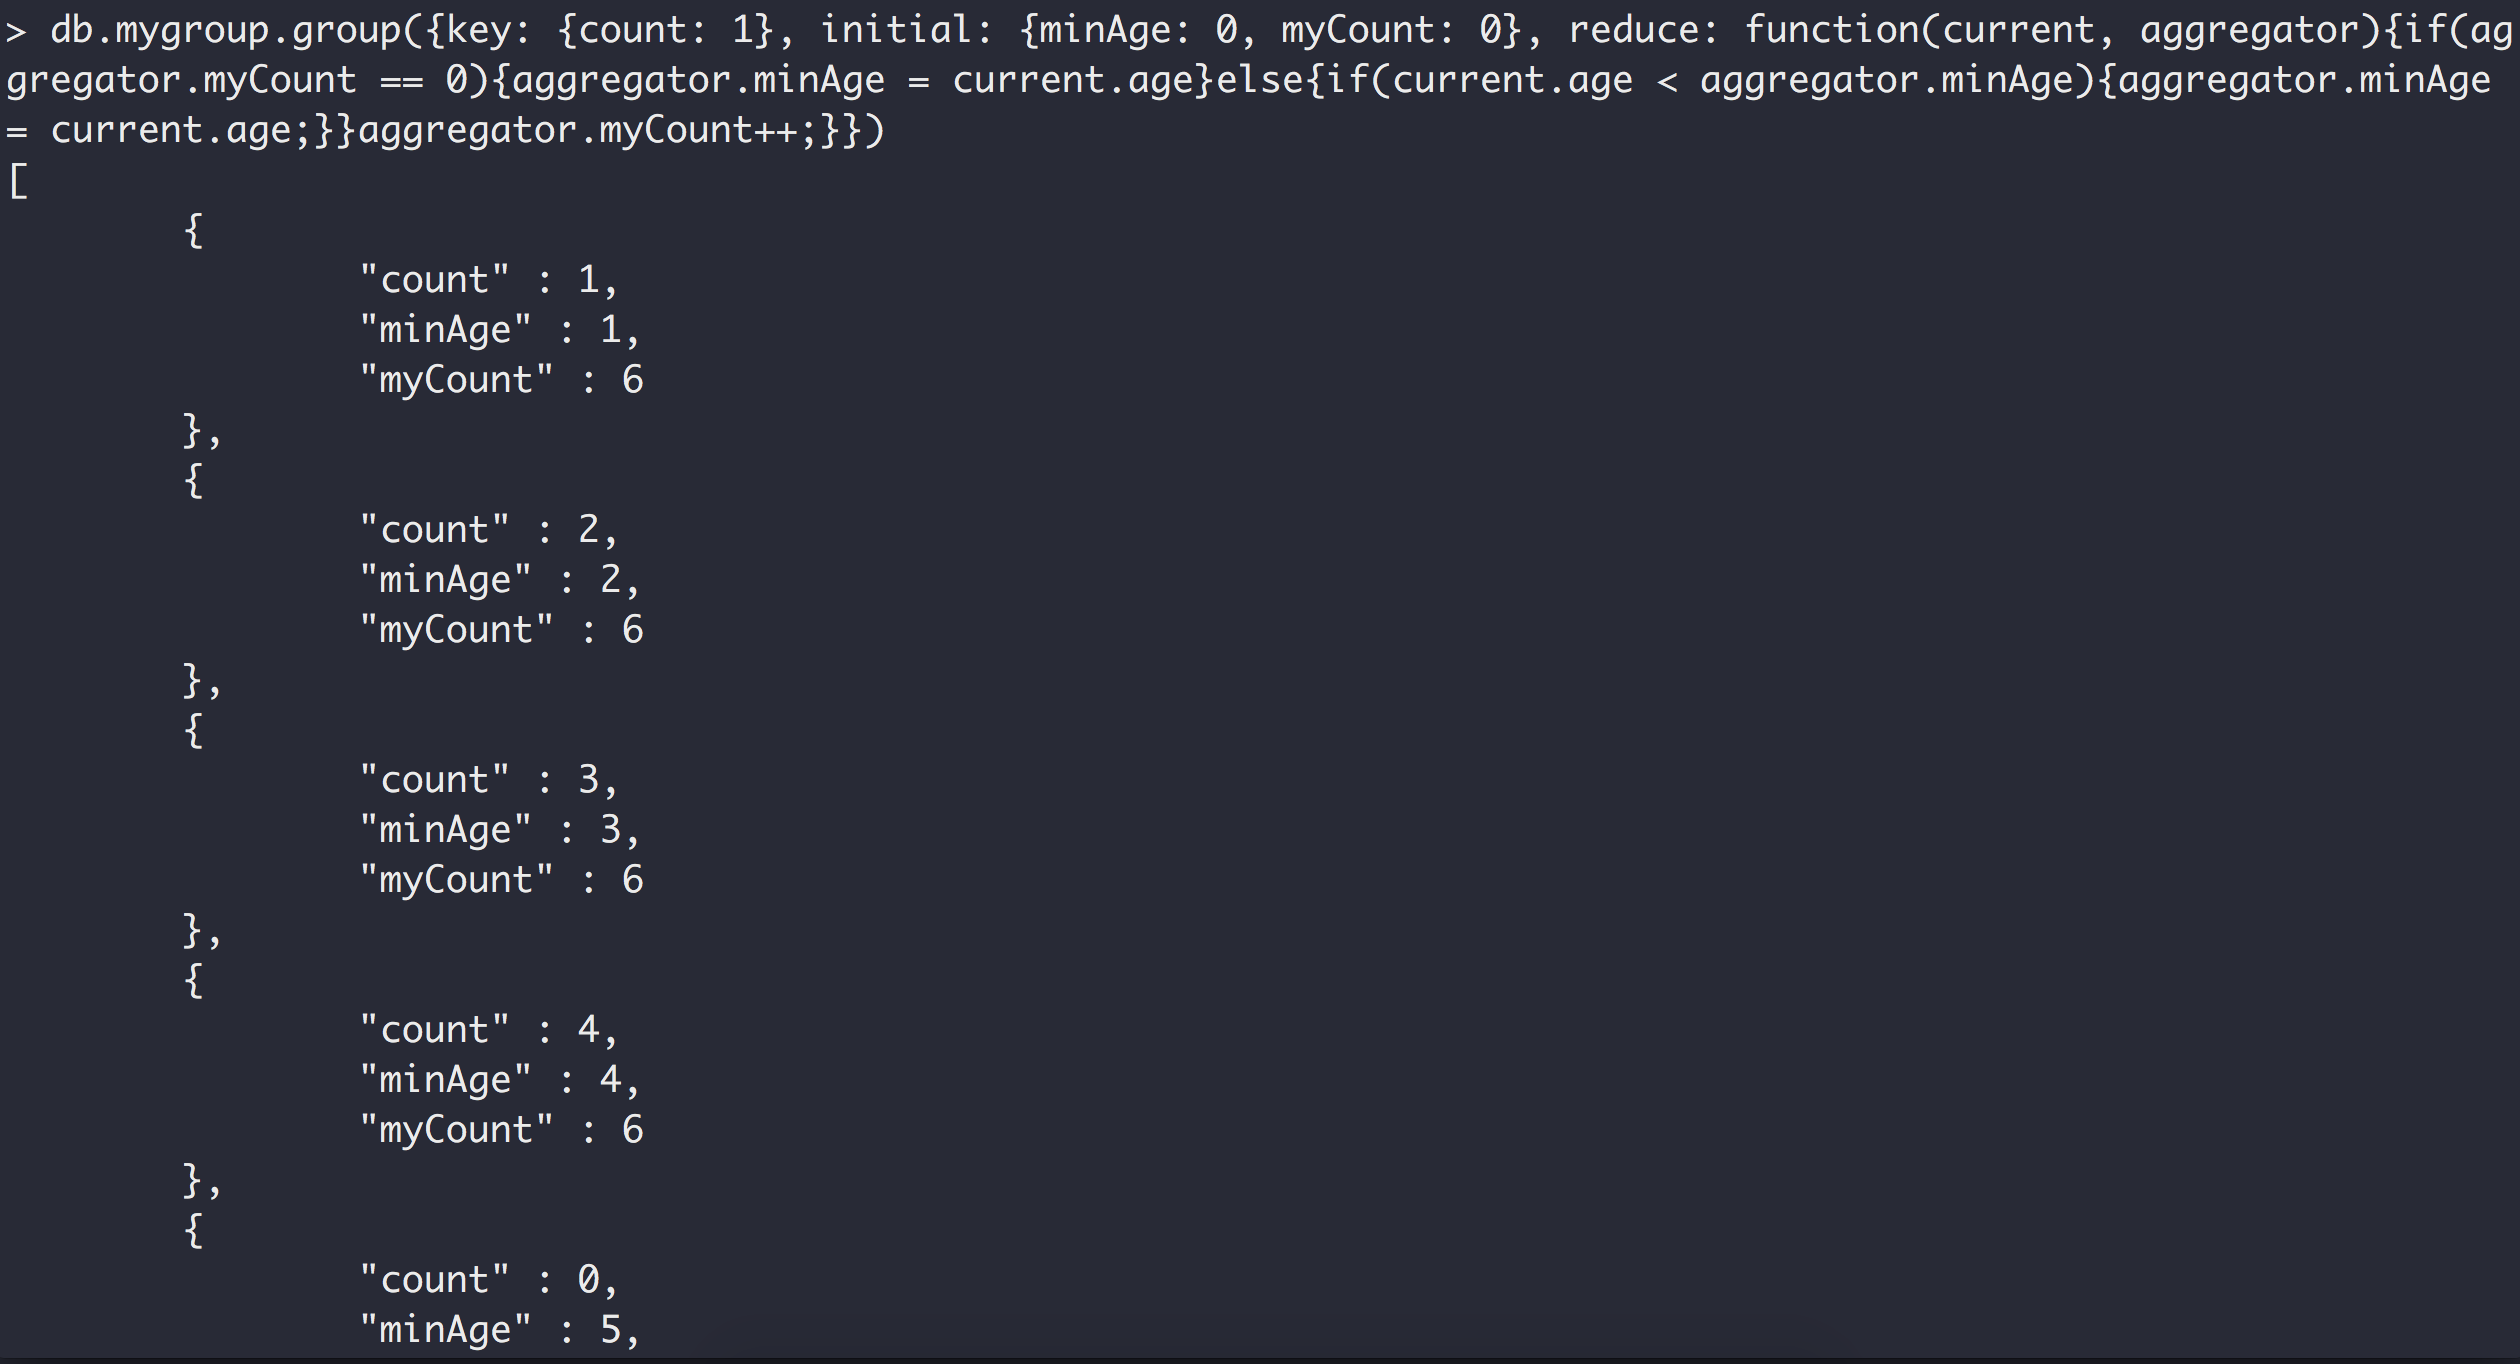 > db.mygroup.group({key: {count: 1}, initial: {minAge: 0, myCount: 0}, reduce: function(current, aggregator){if(ag
gregator.myCount == 0){aggregator.minAge = current.age}else{if(current.age < aggregator.minAge){aggregator.minAge
= current.age;}}aggregator.myCount++;}})
[
{
"count" : 1,
"minAge" : 1,
"myCount" : 6
},
{
"count" : 2,
"minAge" : 2,
"myCount" : 6
},
{
"count" : 3,
"minAge" : 3,
"myCount" : 6
},
{
"count" : 4,
"minAge" : 4,
"myCount" : 6
},
{
"count" : 0,
"minAge" : 5,